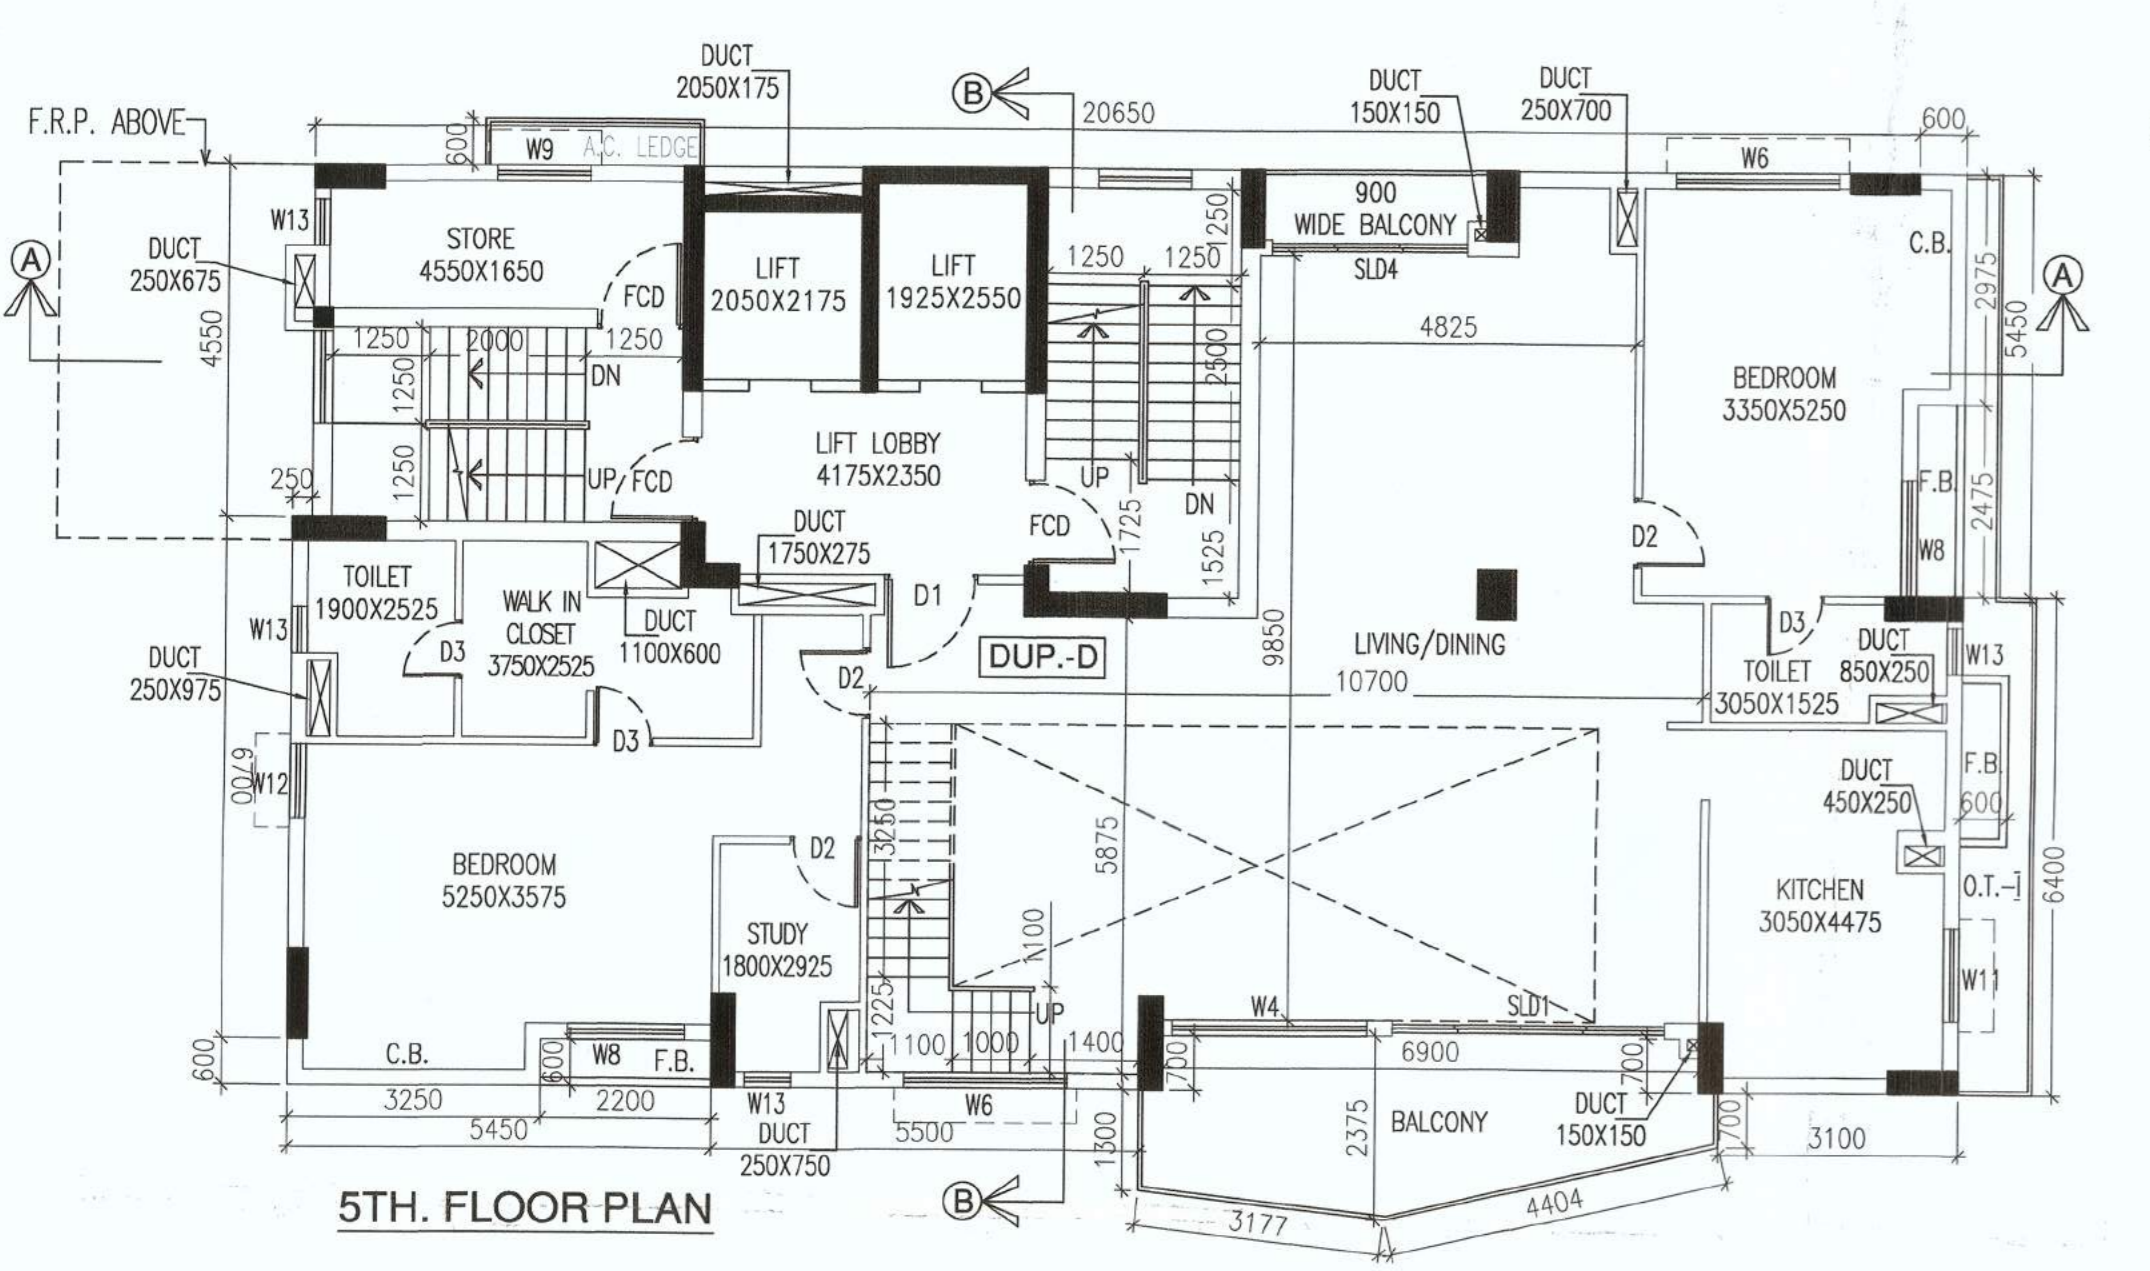 DUCT
2050X175
B
20650
DUCT
150X150
DUCT
250X700
600
F.R.P. ABOVE
600
W9
A.C. LEDGE
W6
W13
STORE
4550X1650
DUCT
250X675
A
FCD
LIFT
2050X2175
LIFT
1925X2550
1250
1250
1250
900
WIDE BALCONY
SLD4
C.B.
2975
5450
A
4550
1250
2000
1250
4825
2500
DN
1250
BEDROOM
3350X5250
LIFT LOBBY
4175X2350
250
1250
UP
FCD
UP
DN
F.B.
2475
W8
DUCT
1750X275
FCD
1725
1525
D2
TOILET
1900X2525
WALK IN
CLOSET
3750X2525
DUCT
1100X600
D1
W13
D3
DUCT
250X975
D2
DUP.-D
9850
LIVING/DINING
10700
D3
DUCT
850X250
W13
TOILET
3050X1525
D3
6700
W12
3250
5875
DUCT
450X250
F.B.
600
BEDROOM
5250X3575
D2
STUDY
1800X2925
1100
KITCHEN
3050X4475
O.T.-I
6400
W11
1225
UP
W4
SLD1
600
C.B.
600
W8
F.B.
1100
1000
1400
700
6900
700
3250
2200
W13
W6
5450
DUCT
250X750
5500
1300
2375
BALCONY
DUCT
150X150
700
3100
5TH. FLOOR PLAN
B
3177
4404